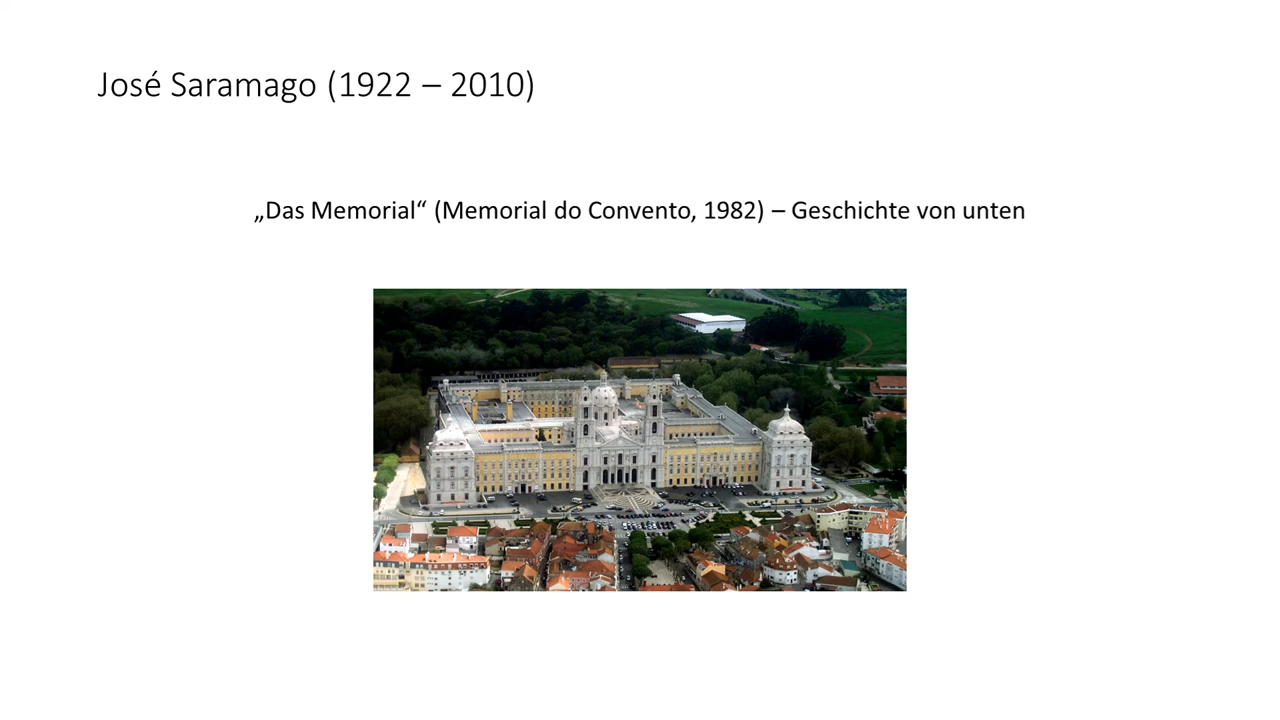 José Saramago (1922 – 2010)
„Das Memorial“ (Memorial do Convento, 1982) – Geschichte von unten